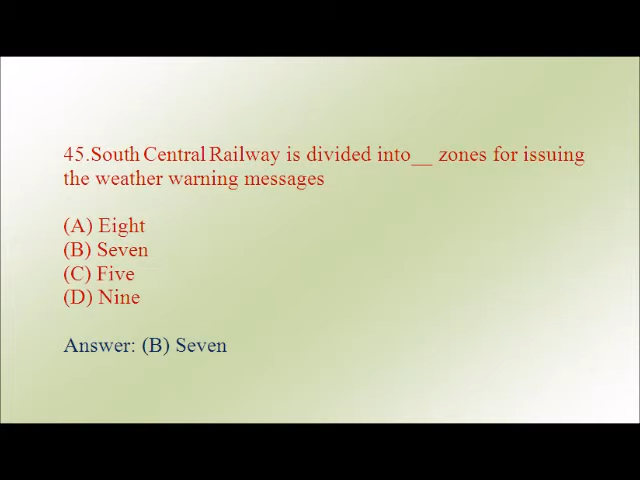 45.South Central Railway is divided into__ zones for issuing
the weather warning messages
(A) Eight
(B) Seven
(C) Five
(D) Nine
Answer: (B) Seven